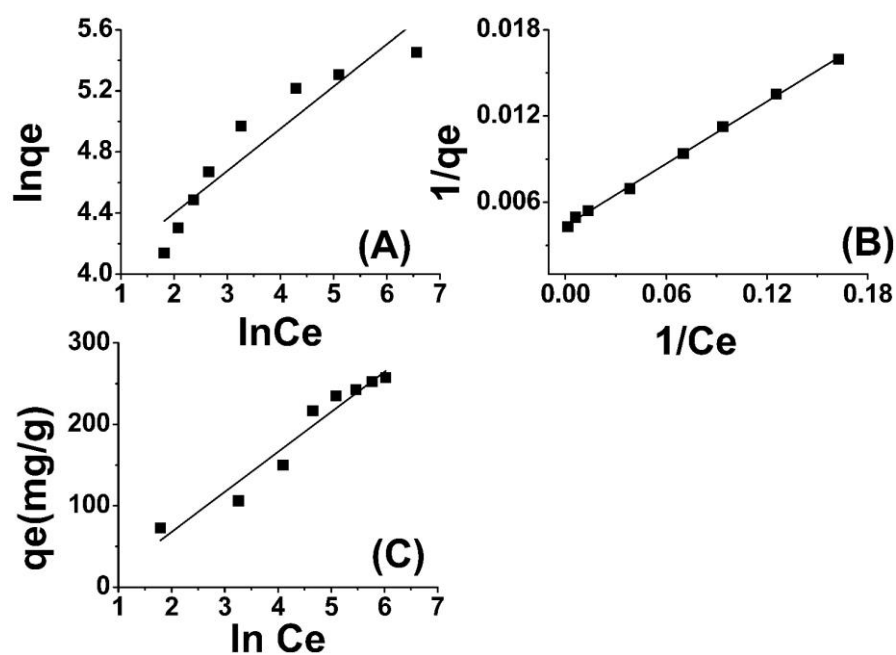 5.6
5.2
4.8
4.4
4.0
lnqe
(A)
1 2 3 4 5 6 7
lnCe
0.018
0.012
0.006
1/qe
(B)
0.00 0.06 0.12 0.18
1/Ce
300
200
100
0
qe(mg/g)
(C)
1 2 3 4 5 6 7
ln Ce